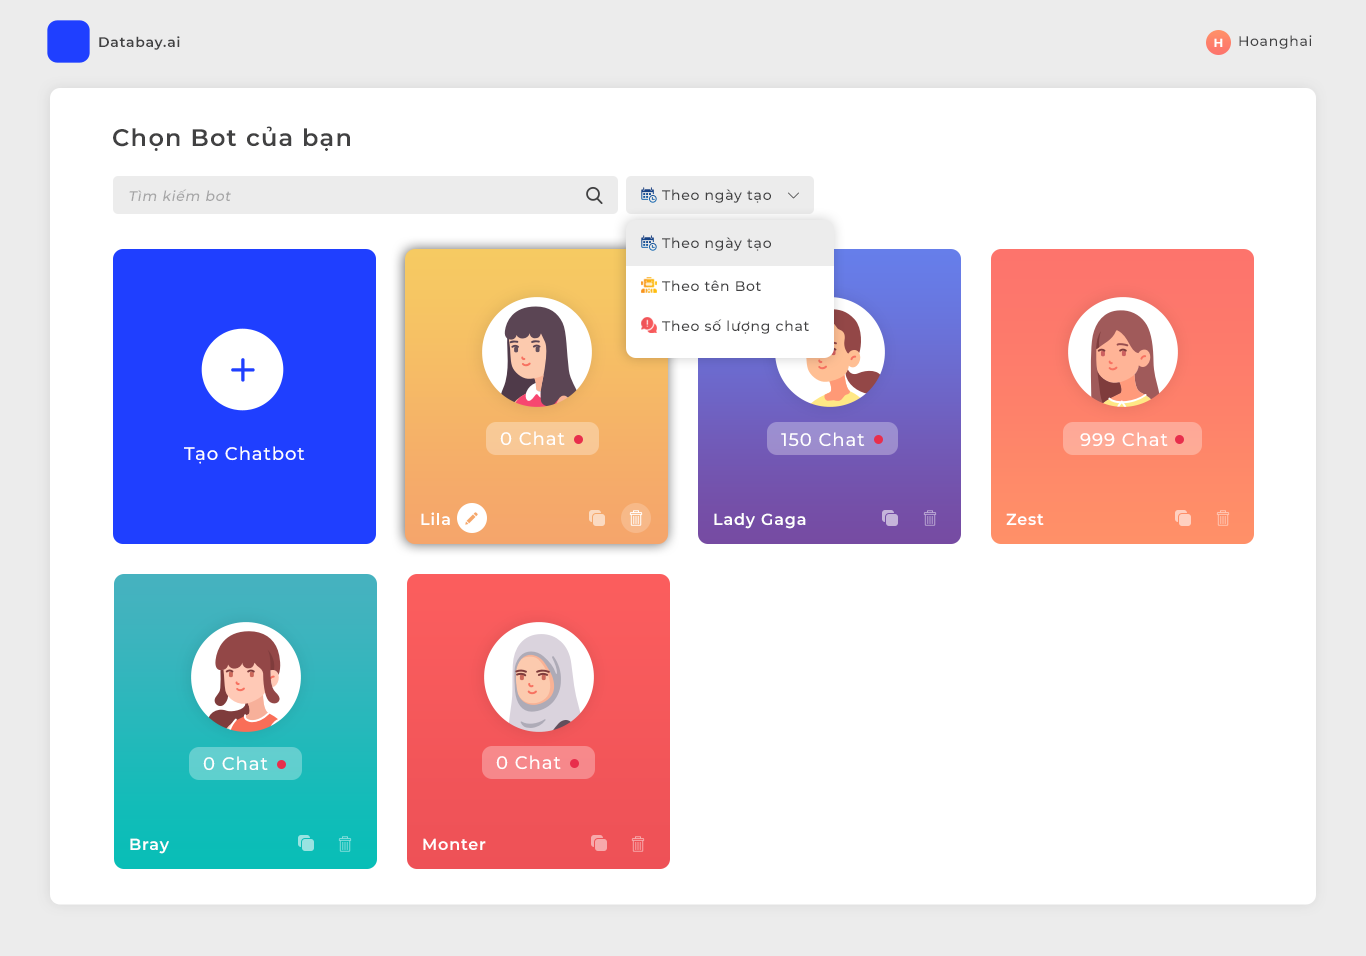 Databay.ai
H Hoanghai
Chọn Bot của bạn
Tìm kiếm bot
Theo ngày tạo
Theo ngày tạo
Theo tên Bot
Theo số lượng chat
Tạo Chatbot
0 Chat
Lila
150 Chat
Lady Gaga
999 Chat
Zest
0 Chat
Bray
0 Chat
Monter